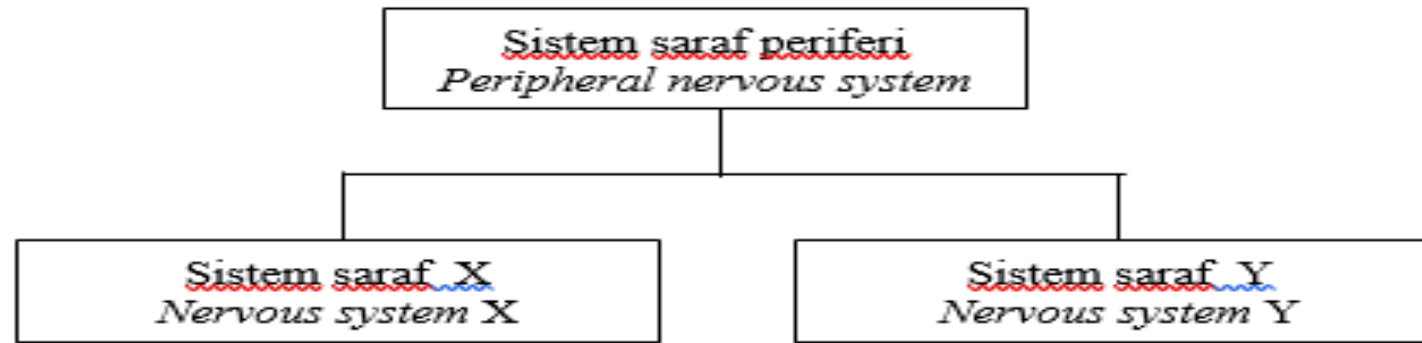 Sistem saraf periferi
Peripheral nervous system
Sistem saraf X
Nervous system X
Sistem saraf Y
Nervous system Y